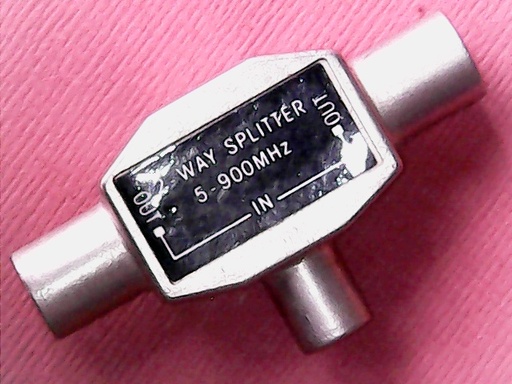 WAY SPLITTER
5-900MHz
OUT
OUT
IN